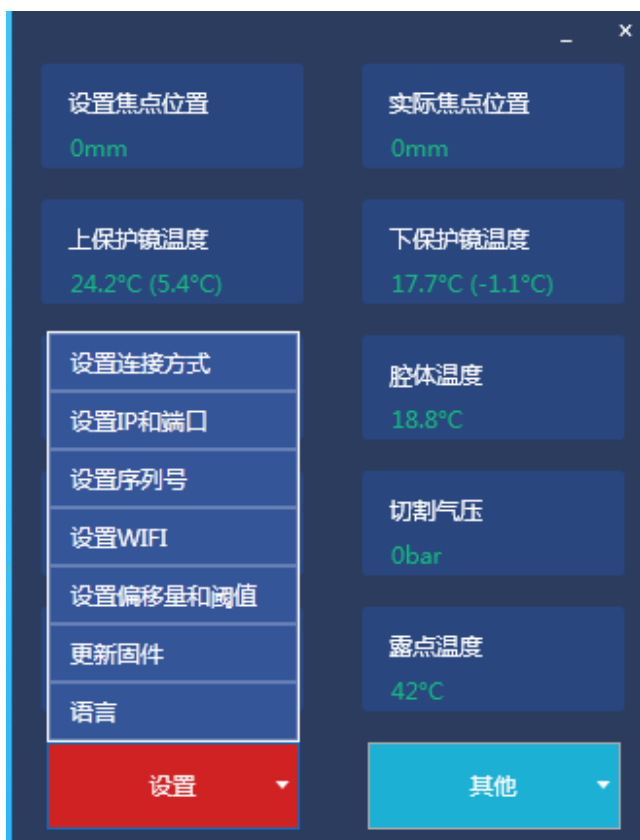 设置焦点位置
0mm
实际焦点位置
0mm
上保护镜温度
24.2°C (5.4°C)
下保护镜温度
17.7°C (-1.1°C)
设置连接方式
设置IP和端口
设置序列号
设置WIFI
设置偏移量和阈值
更新固件
语言
腔体温度
18.8°C
切割气压
0bar
露点温度
42°C
设置
其他